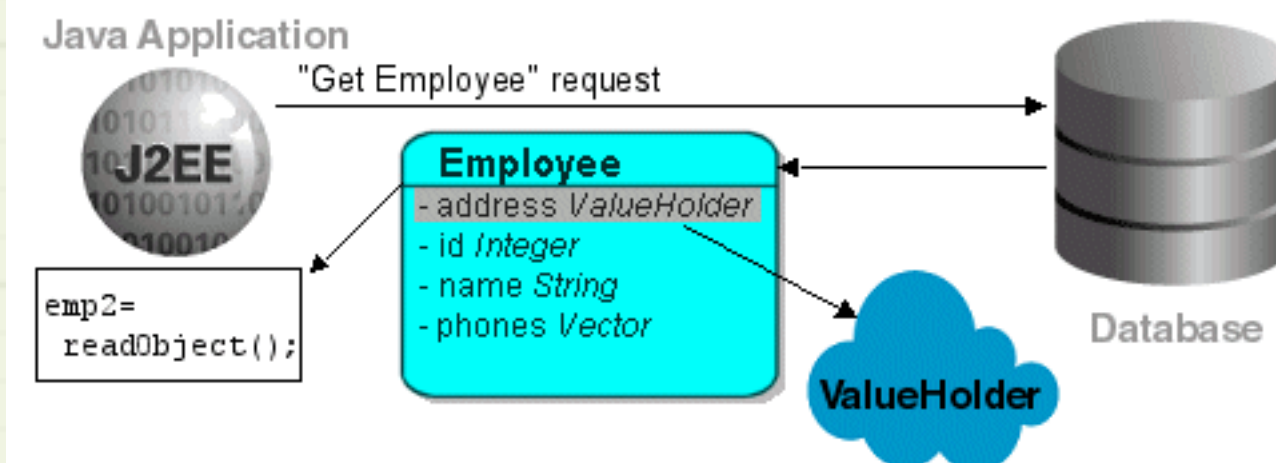 Java Application
"Get Employee" request
J2EE
Employee
- address ValueHolder
- id Integer
- name String
- phones Vector
emp2=
readObject();
ValueHolder
Database